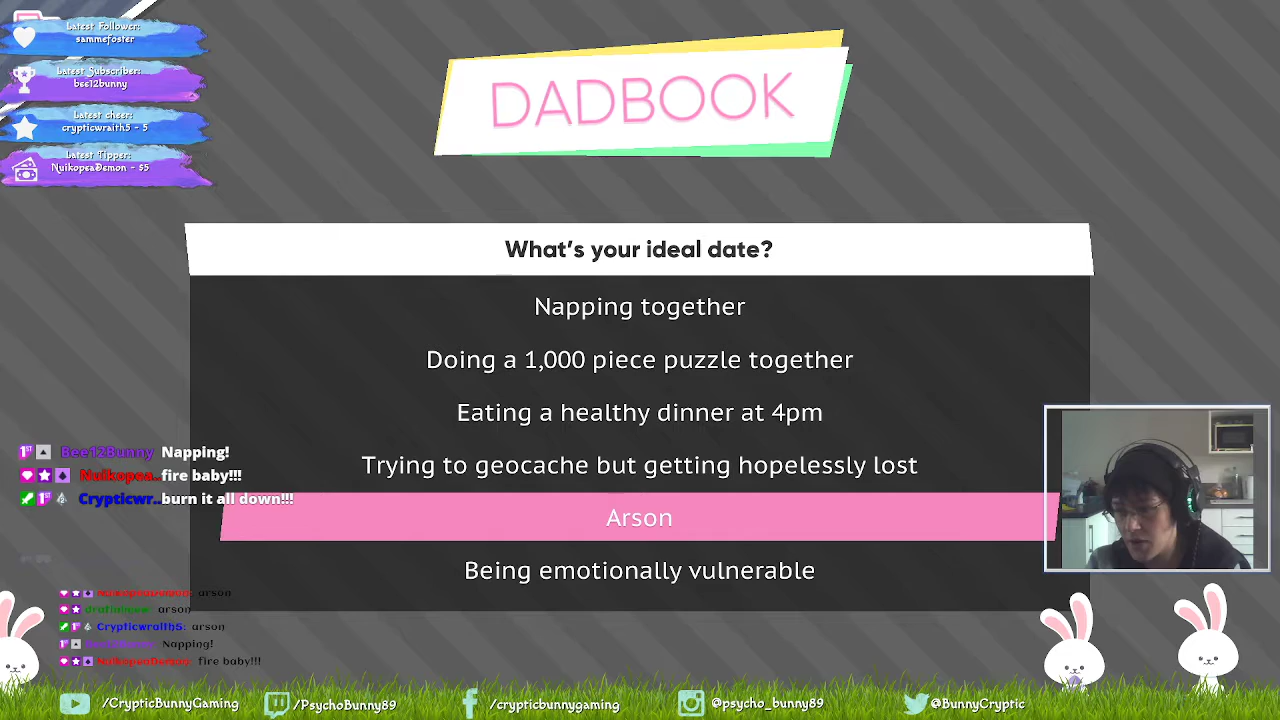 Latest Follower:
sammefoster
Latest Subscriber:
bee12bunny
Latest cheer:
crypticwraith5 - 5
Latest Tipper:
NuikopeaDemon - $5
DADBOOK
What's your ideal date?
Napping together
Doing a 1,000 piece puzzle together
Eating a healthy dinner at 4pm
Trying to geocache but getting hopelessly lost
Arson
Being emotionally vulnerable
1ST Bee12Bunny Napping!
Nuikopea.. fire baby!!!
1ST Crypticwr.. burn it all down!!!
arson
arson
Crypticwraith5: arson
Napping!
NuikopeaDemon: fire baby!!!
/CrypticBunnyGaming
/PsychoBunny89
/crypticbunnygaming
@psycho_bunny89
@BunnyCryptic